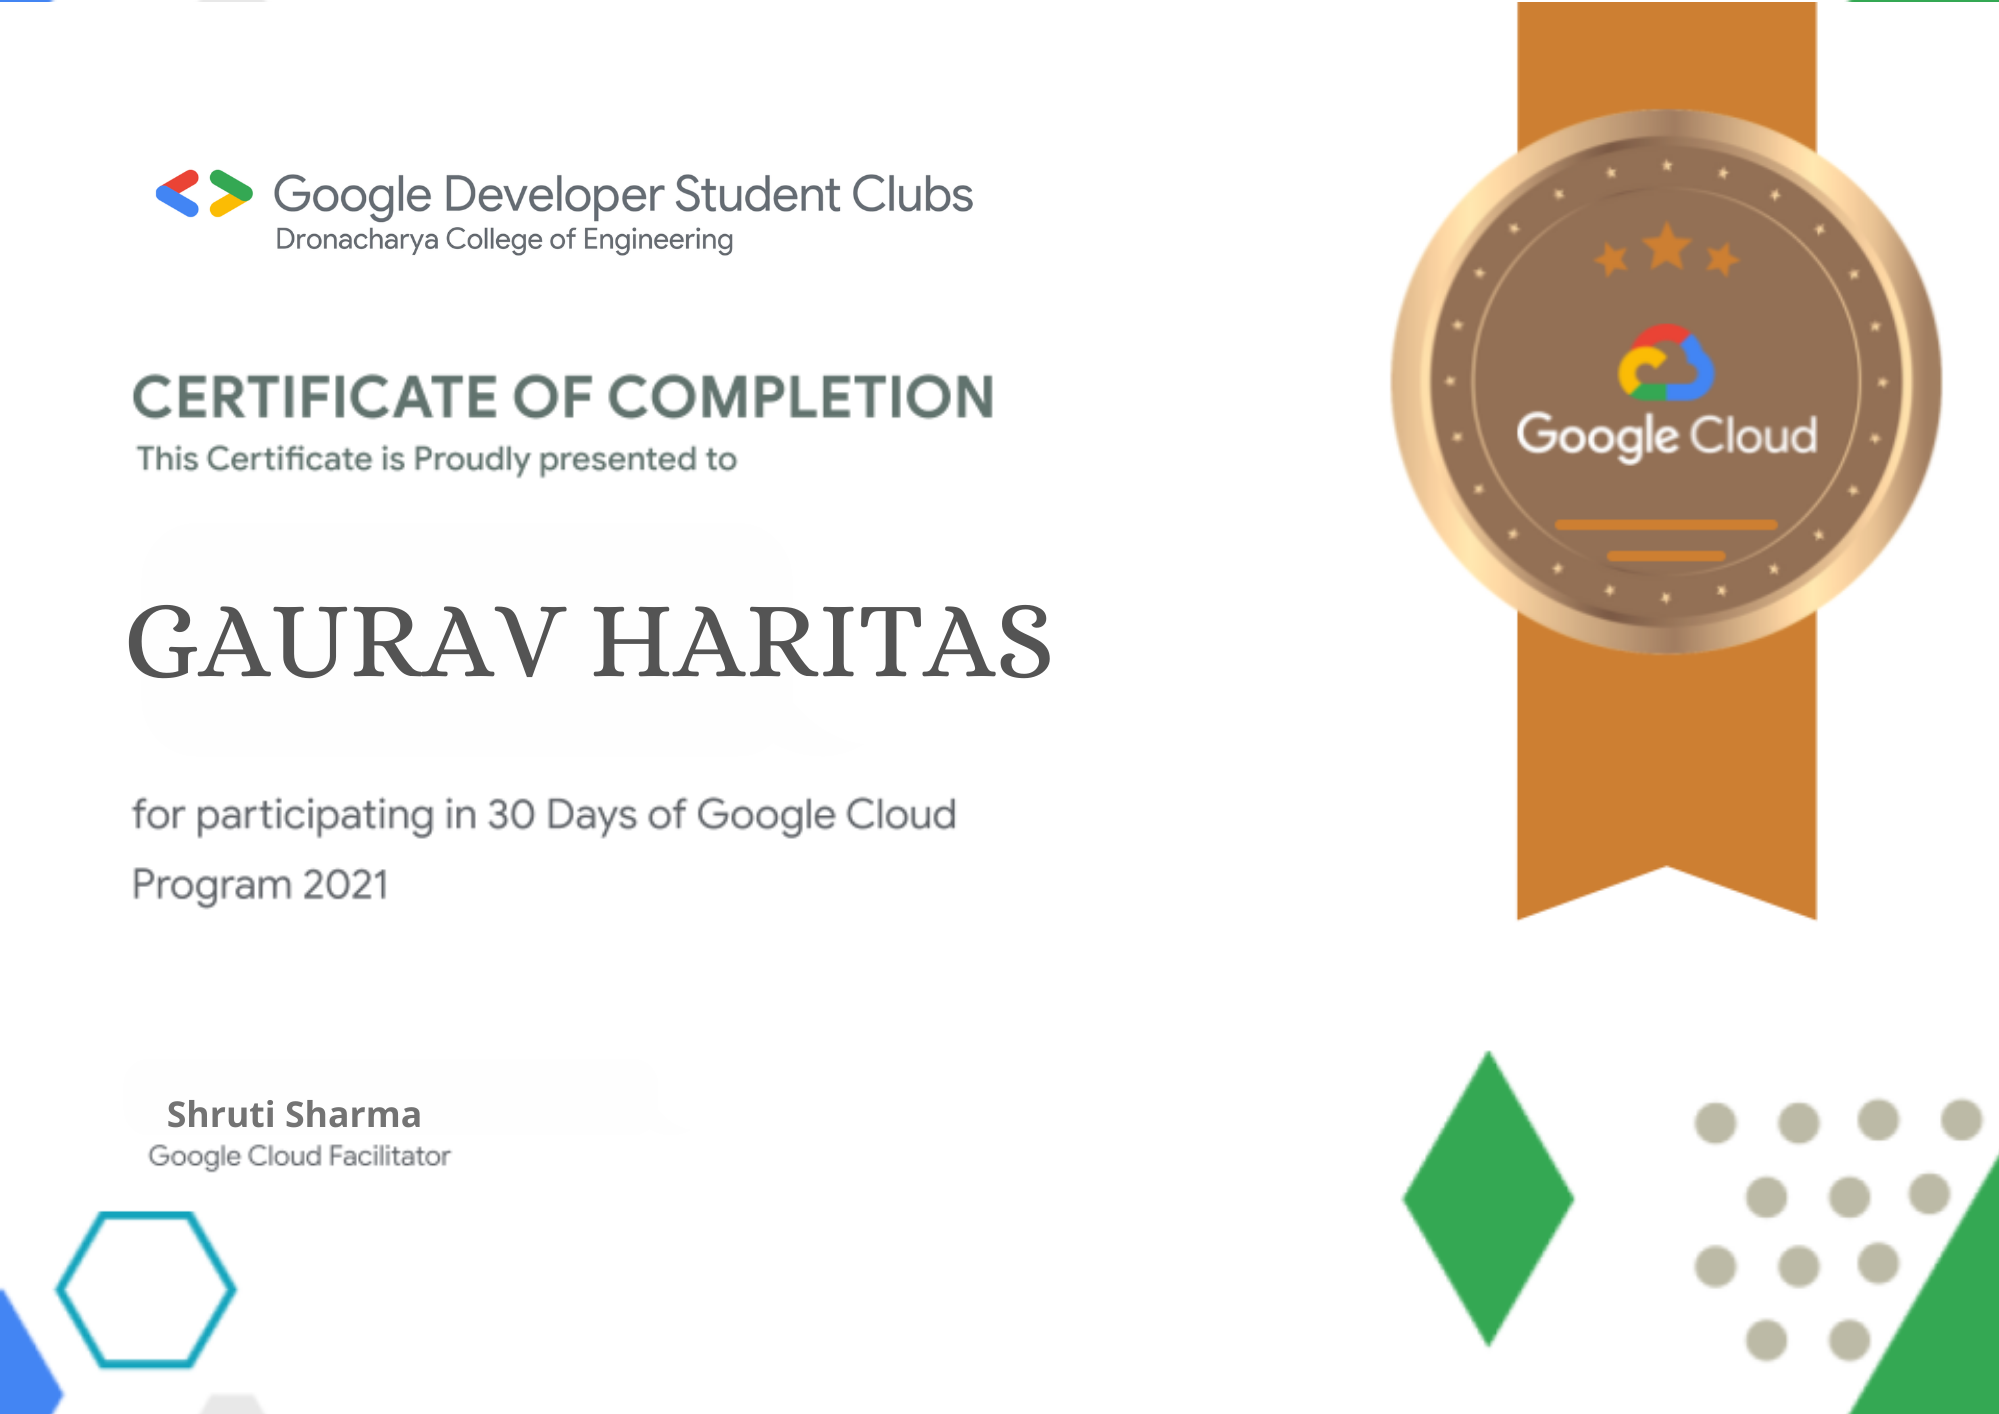 Google Developer Student Clubs
Dronacharya College of Engineering
CERTIFICATE OF COMPLETION
This Certificate is Proudly presented to
GAURAV HARITAS
for participating in 30 Days of Google Cloud
Program 2021
Shruti Sharma
Google Cloud Facilitator
Google Cloud